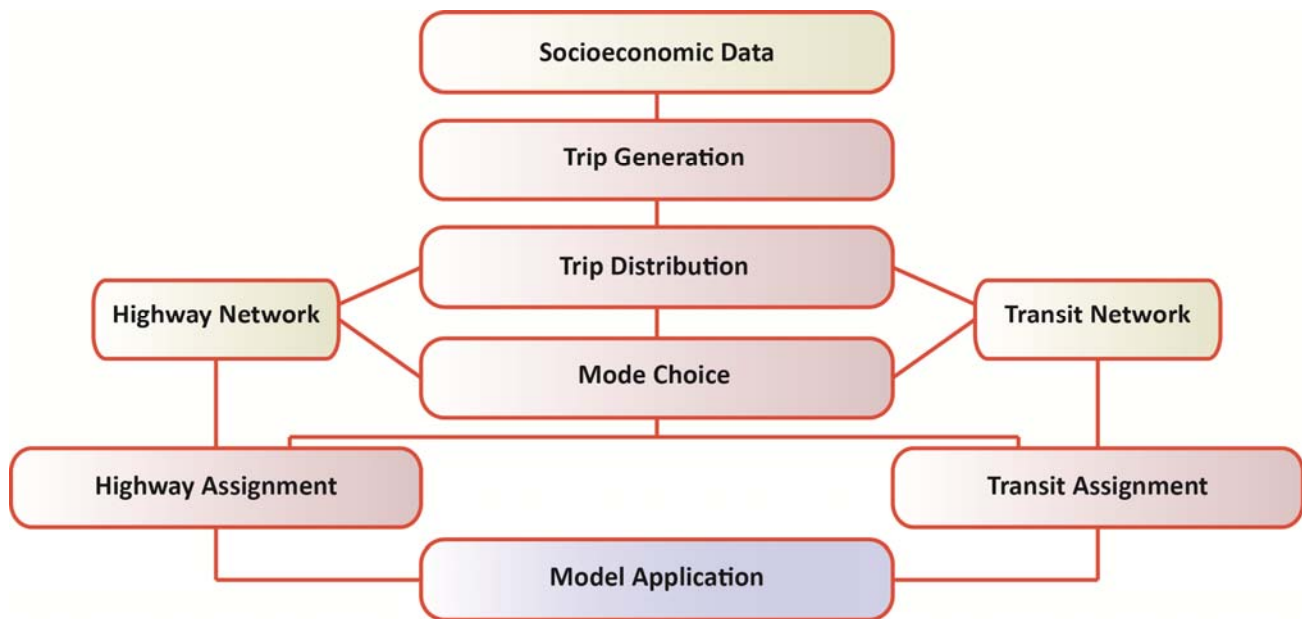 Socioeconomic Data
Trip Generation
Trip Distribution
Highway Network
Transit Network
Mode Choice
Highway Assignment
Transit Assignment
Model Application